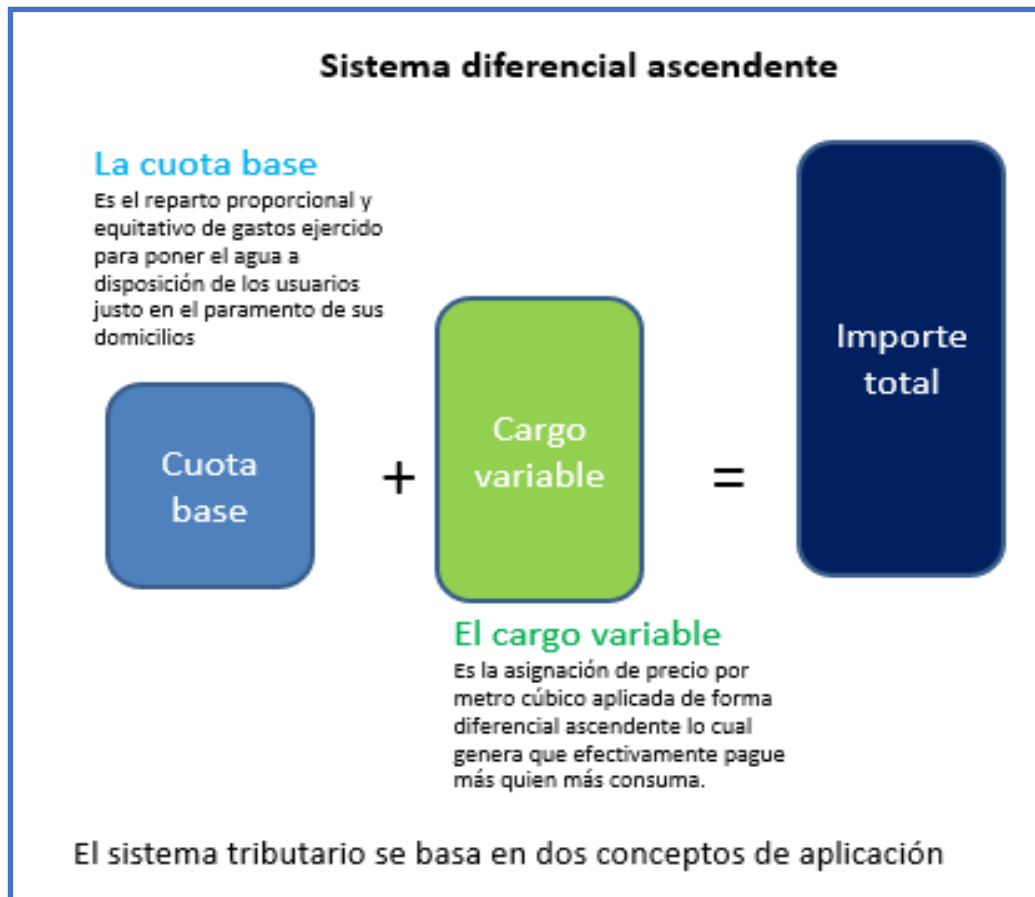 Sistema diferencial ascendente
La cuota base
Es el reparto proporcional y
equitativo de gastos ejercido
para poner el agua a
disposición de los usuarios
justo en el paramento de sus
domicilios
Cuota
base
+
Cargo
variable
=
Importe
total
El cargo variable
Es la asignación de precio por
metro cúbico aplicada de forma
diferencial ascendente lo cual
genera que efectivamente pague
más quien más consuma.
El sistema tributario se basa en dos conceptos de aplicación